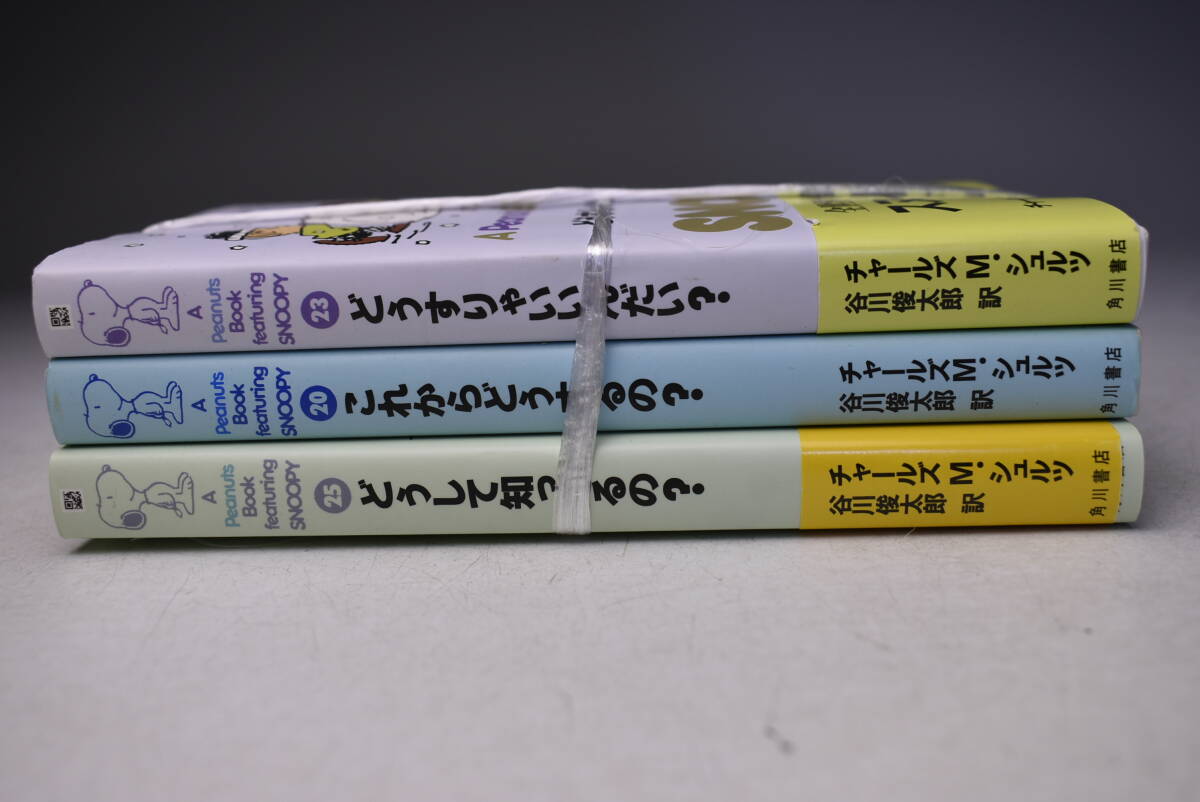 A Peanuts Book featuring SNOOPY
23
どうすりゃいいんだい?
チャールズM・シュルツ
谷川俊太郎 訳
角川書店
A
Peanuts
Book
featuring
SNOOPY
20
これからどうするの?
チャールズM・シュルツ
谷川俊太郎 訳
角川書店
A
Peanuts
Book
featuring
SNOOPY
25
どうして知ってるの?
チャールズM・シュルツ
谷川俊太郎 訳
角川書店